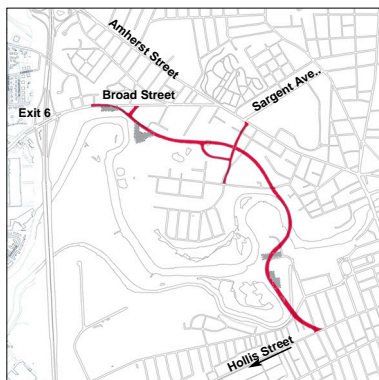 Amherst Street
Broad Street
Sargent Ave..
Exit 6
Hollis Street